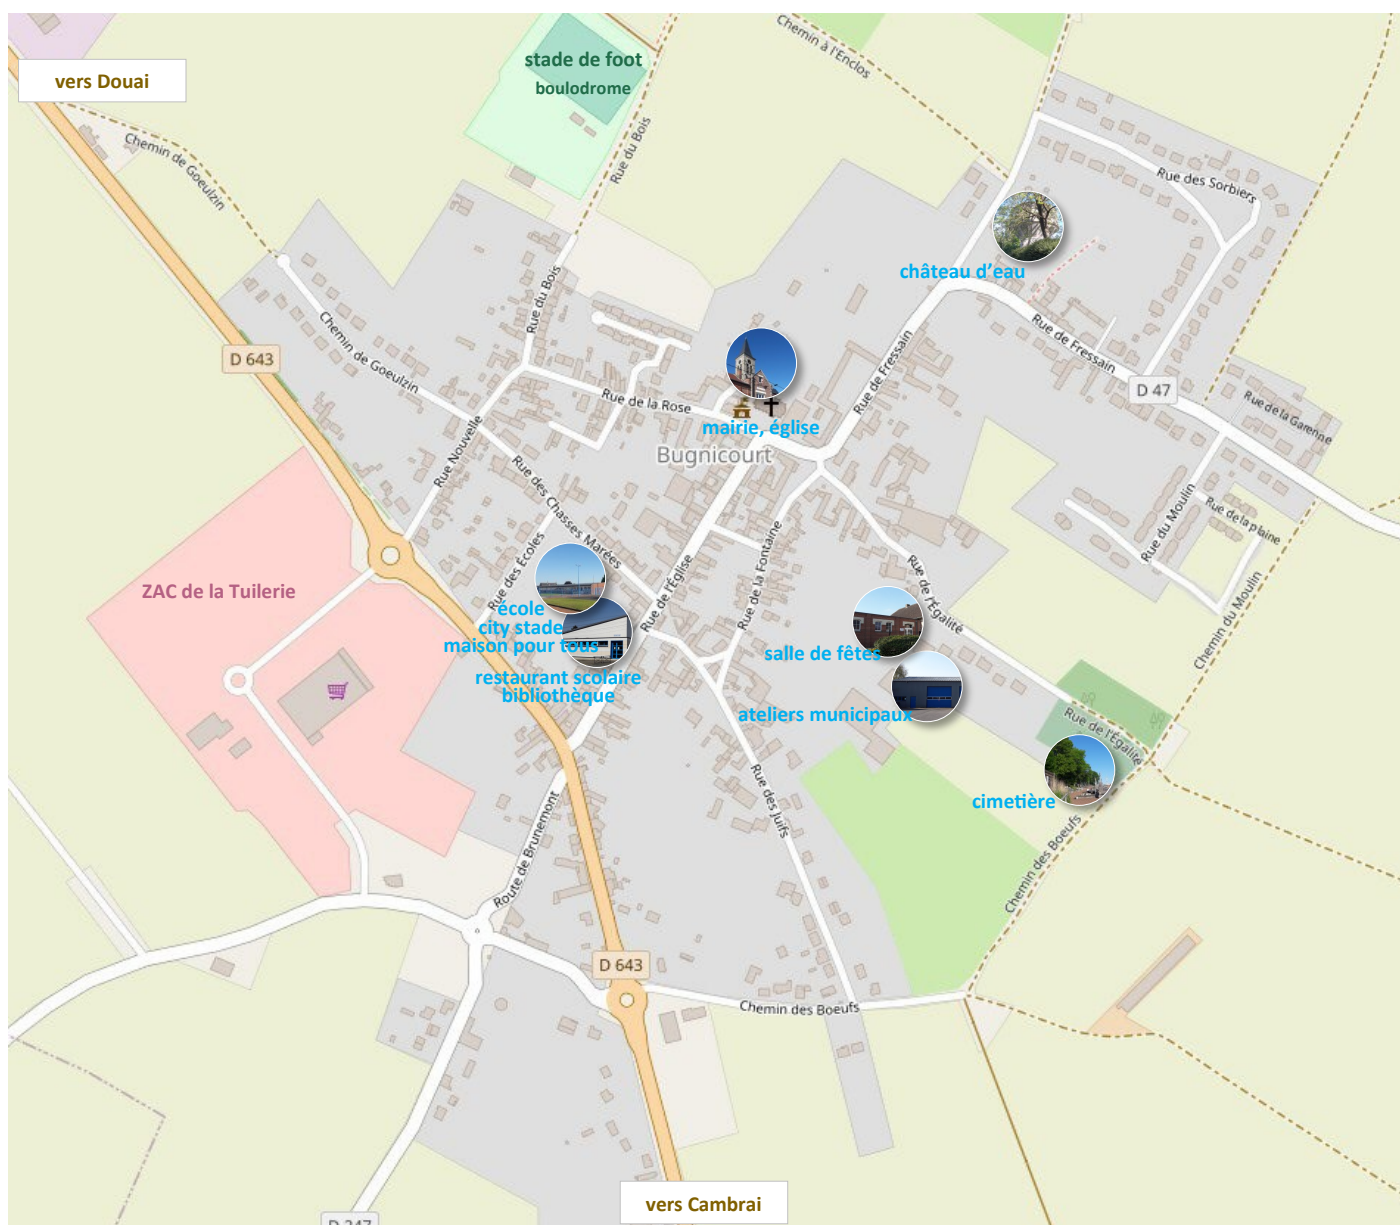 stade de foot
boulodrome
vers Douai
Chemin à l'Enclos
Chemin de Goeulzin
Rue du Bois
Rue des Sorbiers
château d'eau
Rue du Bois
Chemin de Goeulzin
D 643
Rue de Fressain
Rue de Fressain
D 47
Rue de la Rose
Rue de la Garenne
mairie, église
Bugnicourt
Rue Nouvelle
Rue des Chasses Marées
Rue de la plaine
Rue du Moulin
Rue des Écoles
Rue de l'Église
Rue de la Fontaine
Rue de l'Égalité
Chemin du Moulin
ZAC de la Tuilerie
école
city stade
maison pour tous
restaurant scolaire
bibliothèque
salle de fêtes
ateliers municipaux
Rue de l'Égalité
cimetière
Rue des Juifs
Route de Brunemont
Chemin des Boeufs
D 643
Chemin des Boeufs
vers Cambrai
D 247